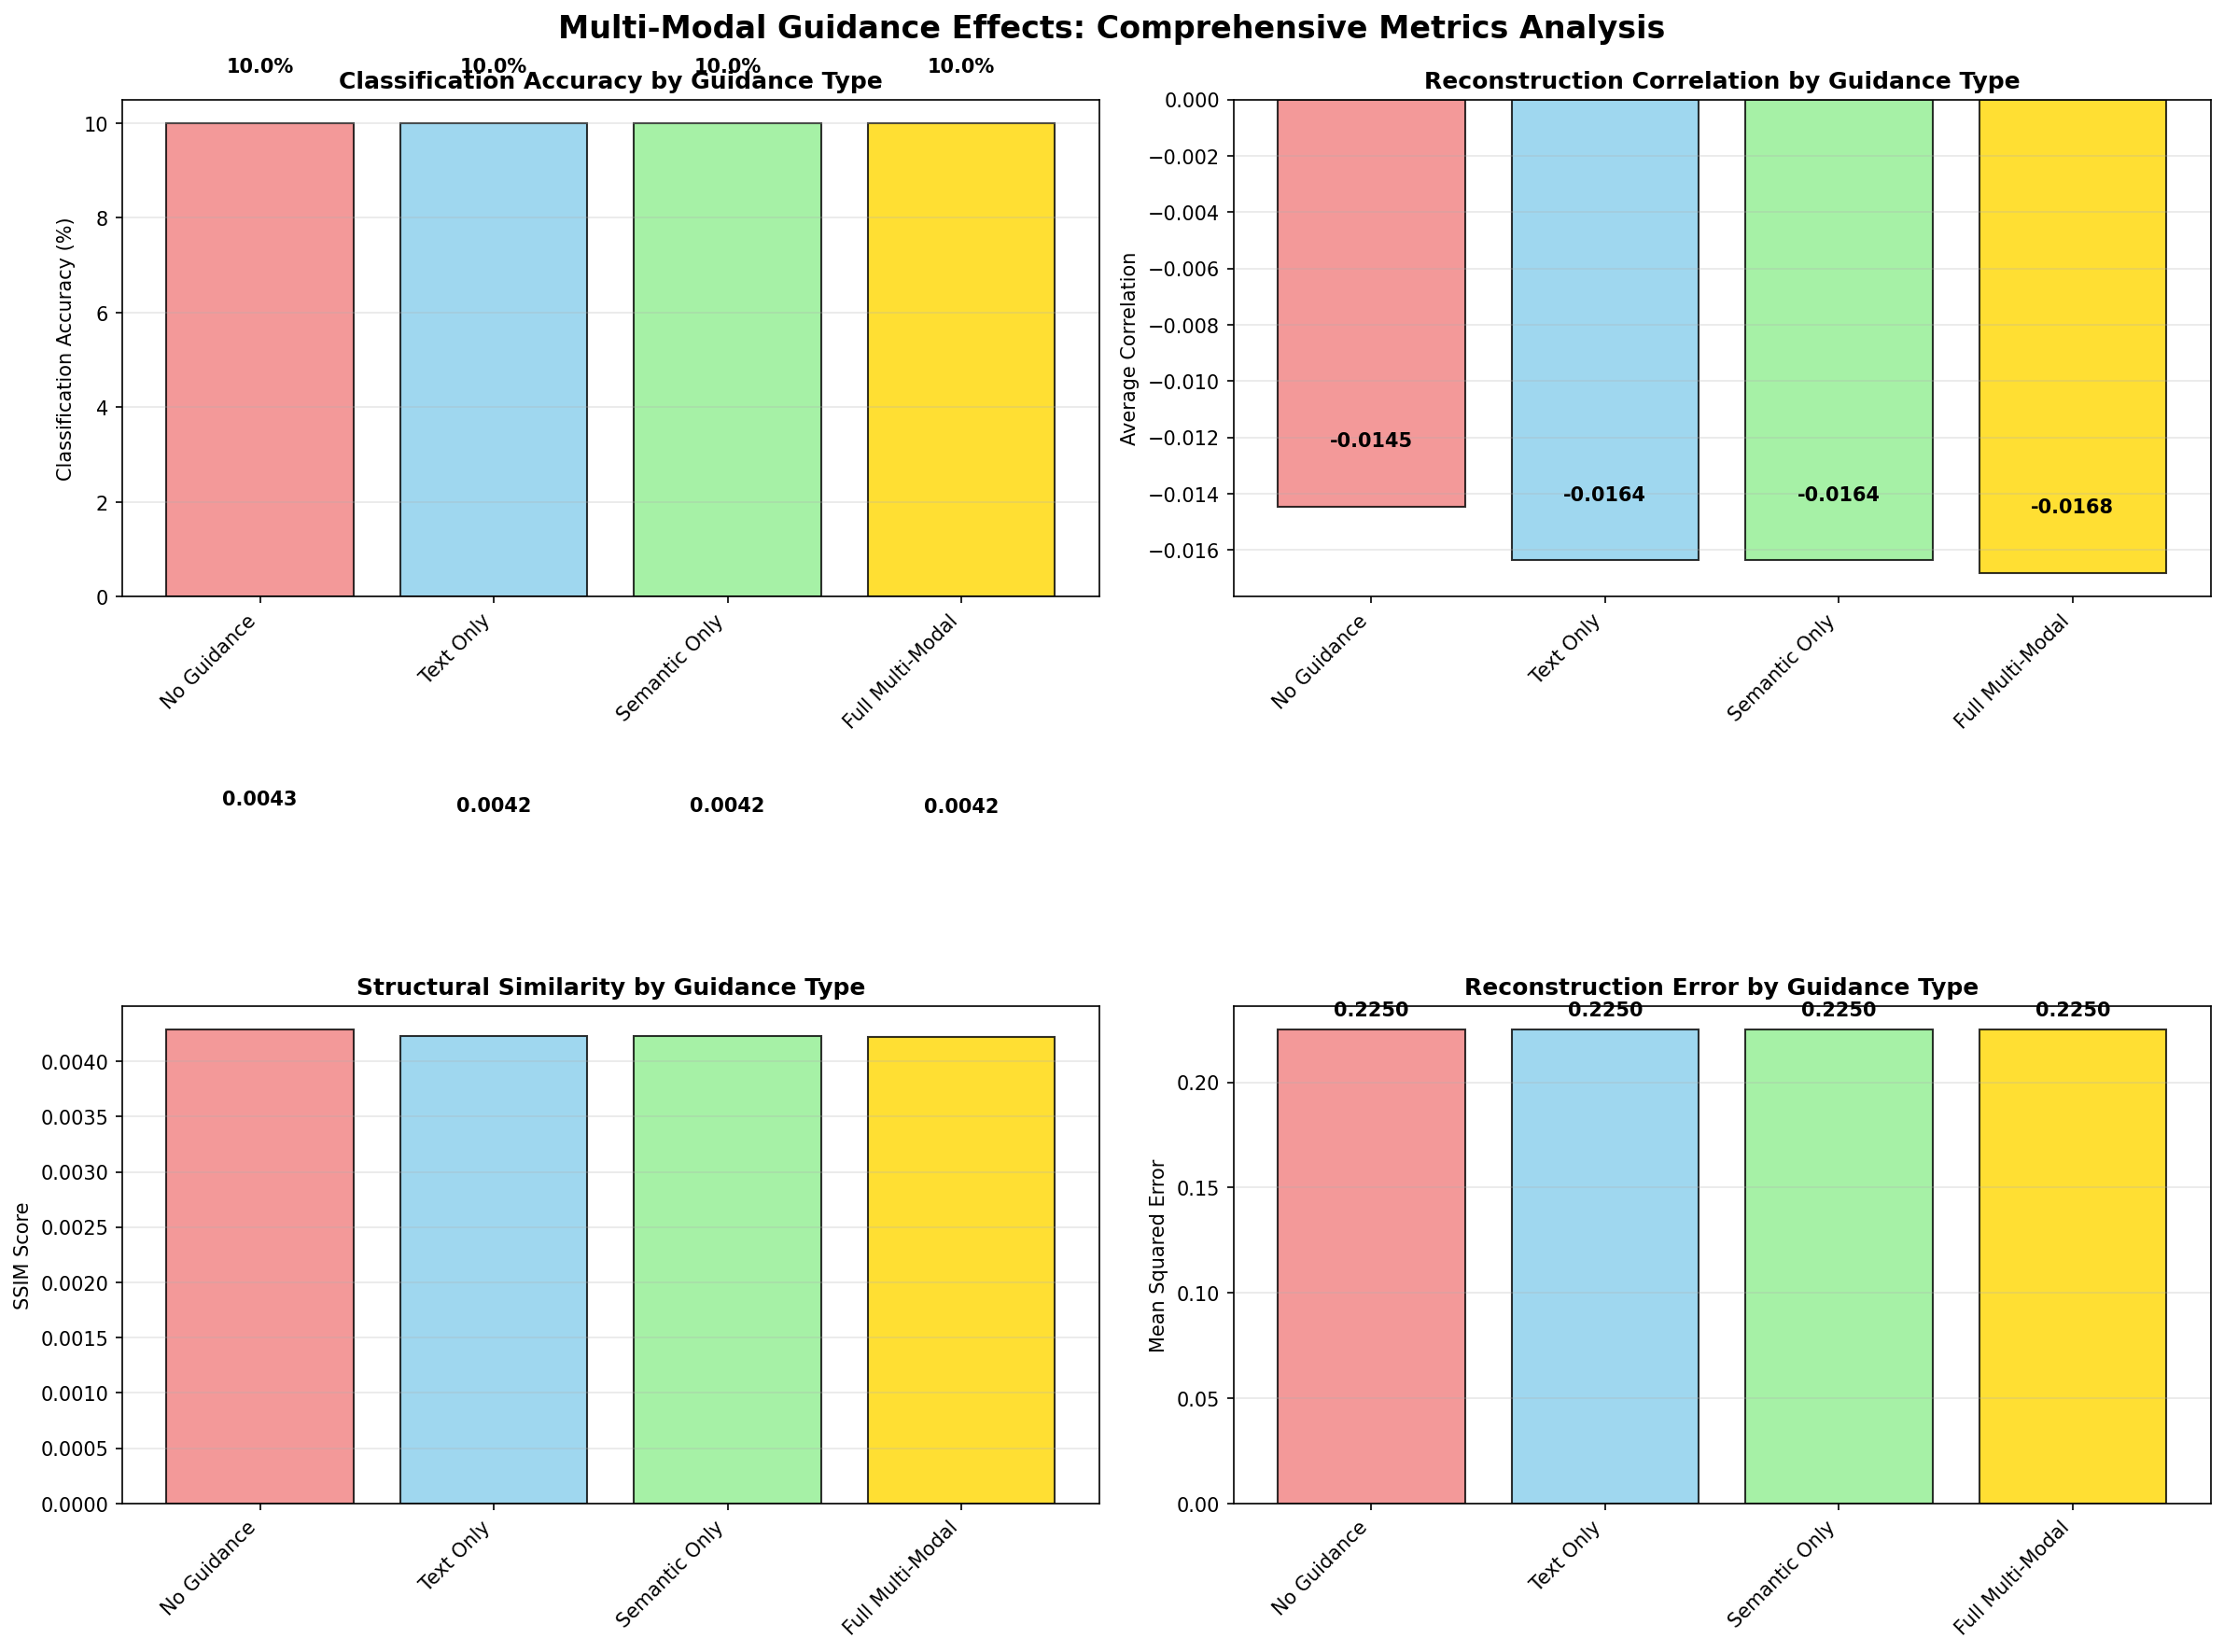 Multi-Modal Guidance Effects: Comprehensive Metrics Analysis
10.0% 10.0% 10.0% 10.0%
Classification Accuracy by Guidance Type
10
8
6
4
2
0
Classification Accuracy (%)
No Guidance
Text Only
Semantic Only
Full Multi-Modal
Reconstruction Correlation by Guidance Type
0.000
−0.002
−0.004
−0.006
−0.008
−0.010
−0.012
−0.014
−0.016
Average Correlation
-0.0145
-0.0164
-0.0164
-0.0168
No Guidance
Text Only
Semantic Only
Full Multi-Modal
0.0043 0.0042 0.0042 0.0042
Structural Similarity by Guidance Type
0.0040
0.0035
0.0030
0.0025
0.0020
0.0015
0.0010
0.0005
0.0000
SSIM Score
No Guidance
Text Only
Semantic Only
Full Multi-Modal
Reconstruction Error by Guidance Type
0.2250 0.2250 0.2250 0.2250
0.20
0.15
0.10
0.05
0.00
Mean Squared Error
No Guidance
Text Only
Semantic Only
Full Multi-Modal